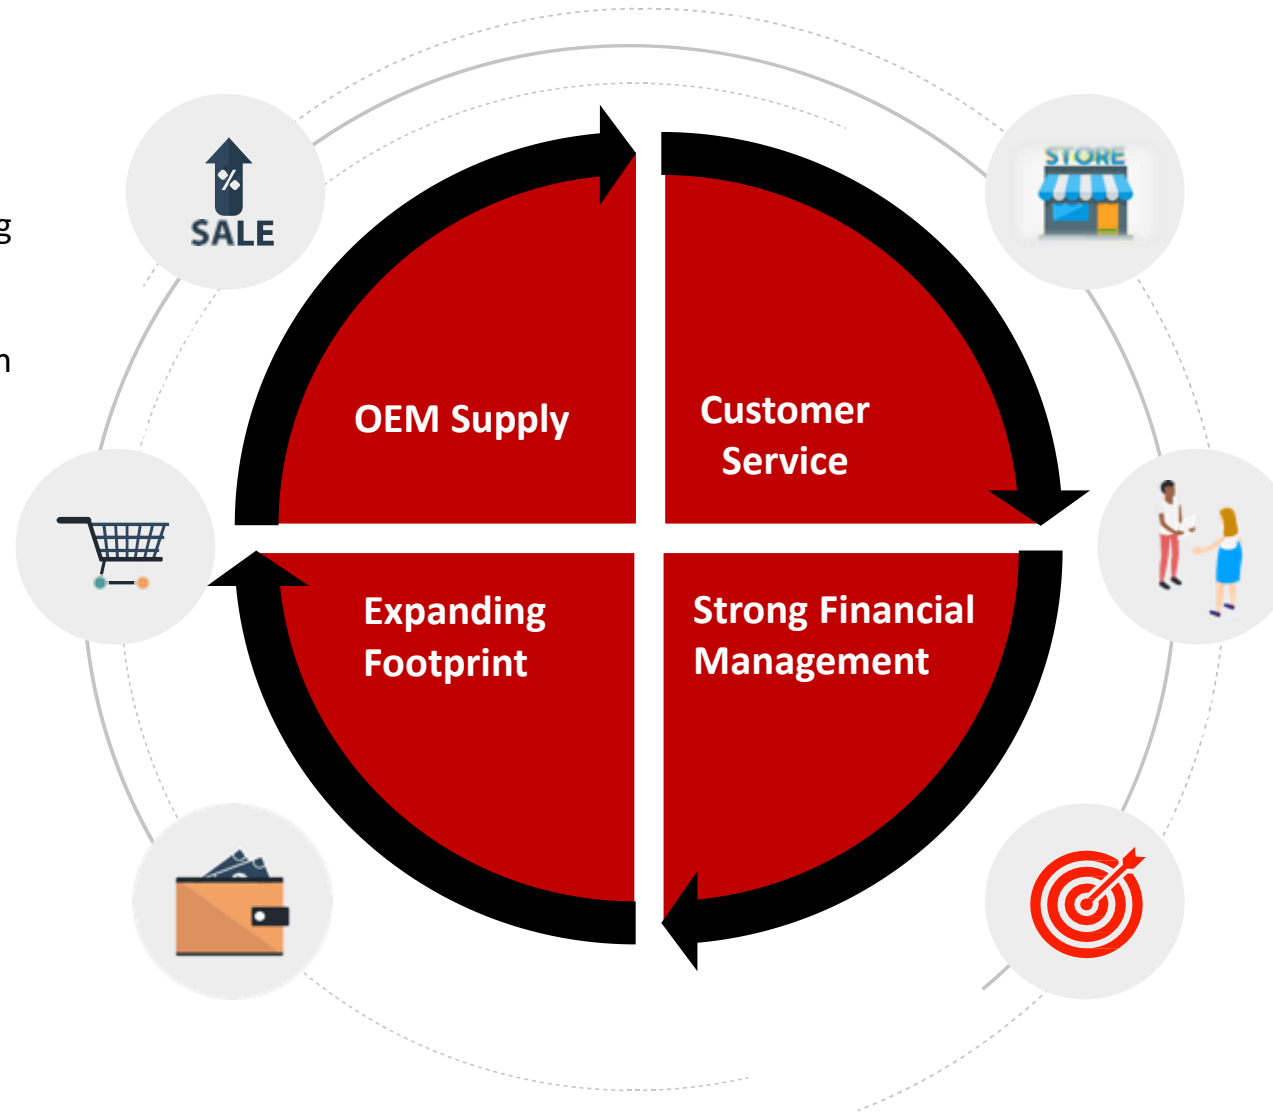 %
SALE
STORE
OEM Supply
Customer
Service
Expanding
Footprint
Strong Financial
Management